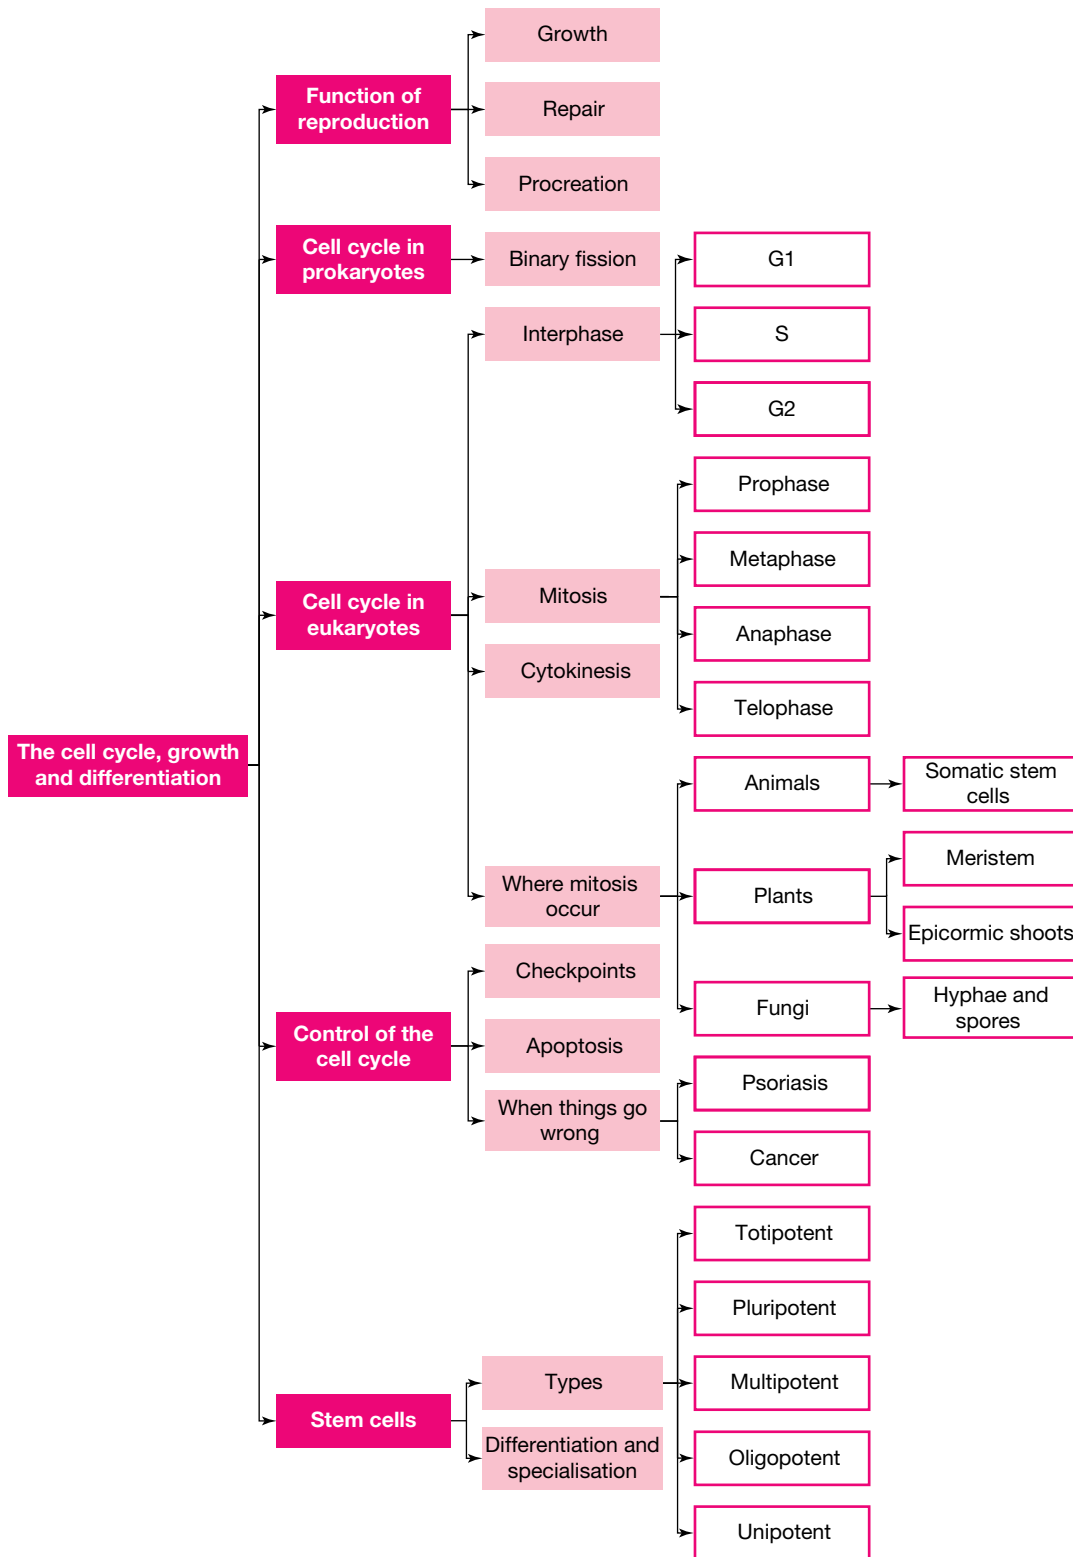 The cell cycle, growth
and differentiation
Function of
reproduction
Growth
Repair
Procreation
Cell cycle in
prokaryotes
Binary fission
Cell cycle in
eukaryotes
Interphase
G1
S
G2
Mitosis
Prophase
Metaphase
Anaphase
Telophase
Cytokinesis
Where mitosis
occur
Animals
Somatic stem
cells
Plants
Meristem
Epicormic shoots
Fungi
Hyphae and
spores
Control of the
cell cycle
Checkpoints
Apoptosis
When things go
wrong
Psoriasis
Cancer
Stem cells
Types
Totipotent
Pluripotent
Multipotent
Oligopotent
Unipotent
Differentiation and
specialisation